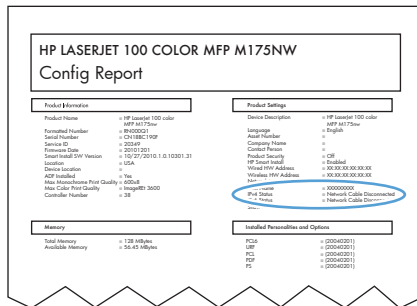 HP LASERJET 100 COLOR MFP M175NW
Config Report
Product Information
Product Name = HP LaserJet 100 color
MFP M175nw
Formatted Number = RN000Q1
Serial Number = CN18BC190F
Service ID = 20349
Firmware Date = 20101201
Smart Install SW Version = 10/27/2010.1.0.10301.31
Location = USA
Device Location =
ADF Installed = Yes
Max Monochrome Print Quality = 600x8
Max Color Print Quality = ImageREt 3600
Controller Number = 38
Product Settings
Device Description = HP Laserjet 100 color
MFP M175nw
Language = English
Asset Number =
Company Name =
Contact Person =
Product Security = Off
HP Smart Install = Enabled
Wired HW Address = XX:XX:XX:XX:XX:XX
Wireless HW Address = XX:XX:XX:XX:XX:XX
Name = XXXXXXXXX
IPv4 Status = Network Cable Disconnected
Status = Network Cable
Memory
Total Memory = 128 MBytes
Available Memory = 56.45 MBytes
Installed Personalities and Options
PCL6 = (20040201)
URF = (20040201)
PCL = (20040201)
PDF = (20040201)
PS = (20040201)